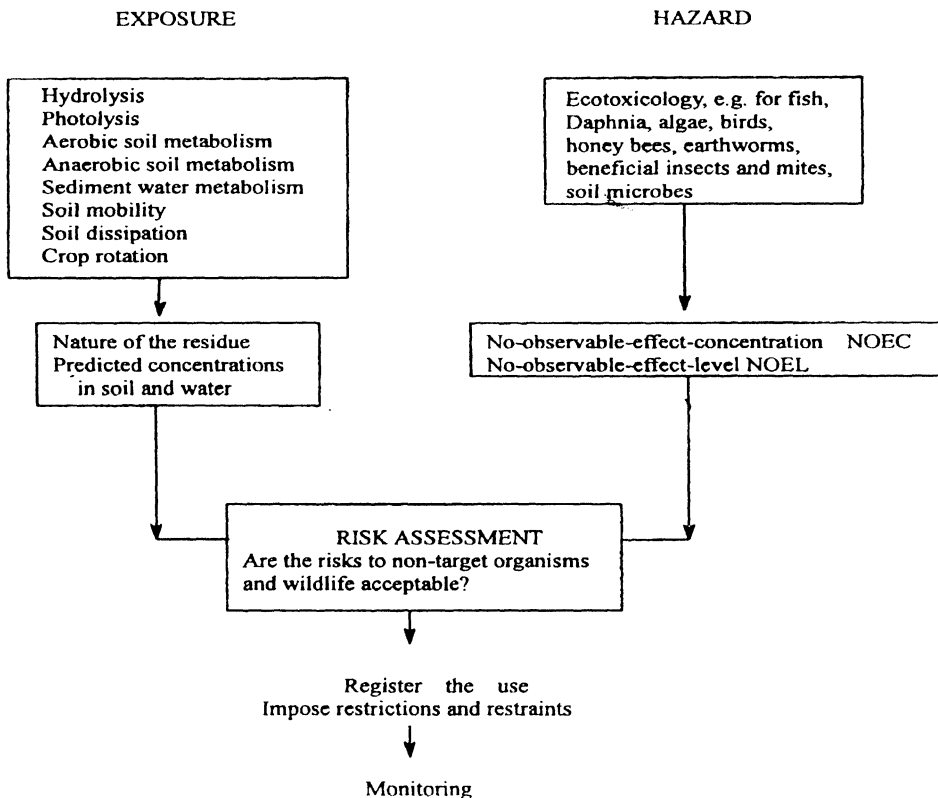 EXPOSURE
HAZARD
Hydrolysis
Photolysis
Aerobic soil metabolism
Anaerobic soil metabolism
Sediment water metabolism
Soil mobility
Soil dissipation
Crop rotation
Ecotoxicology, e.g. for fish,
Daphnia, algae, birds,
honey bees, earthworms,
beneficial insects and mites,
soil microbes
Nature of the residue
Predicted concentrations
in soil and water
No-observable-effect-concentration NOEC
No-observable-effect-level NOEL
RISK ASSESSMENT
Are the risks to non-target organisms
and wildlife acceptable?
Register the use
Impose restrictions and restraints
Monitoring